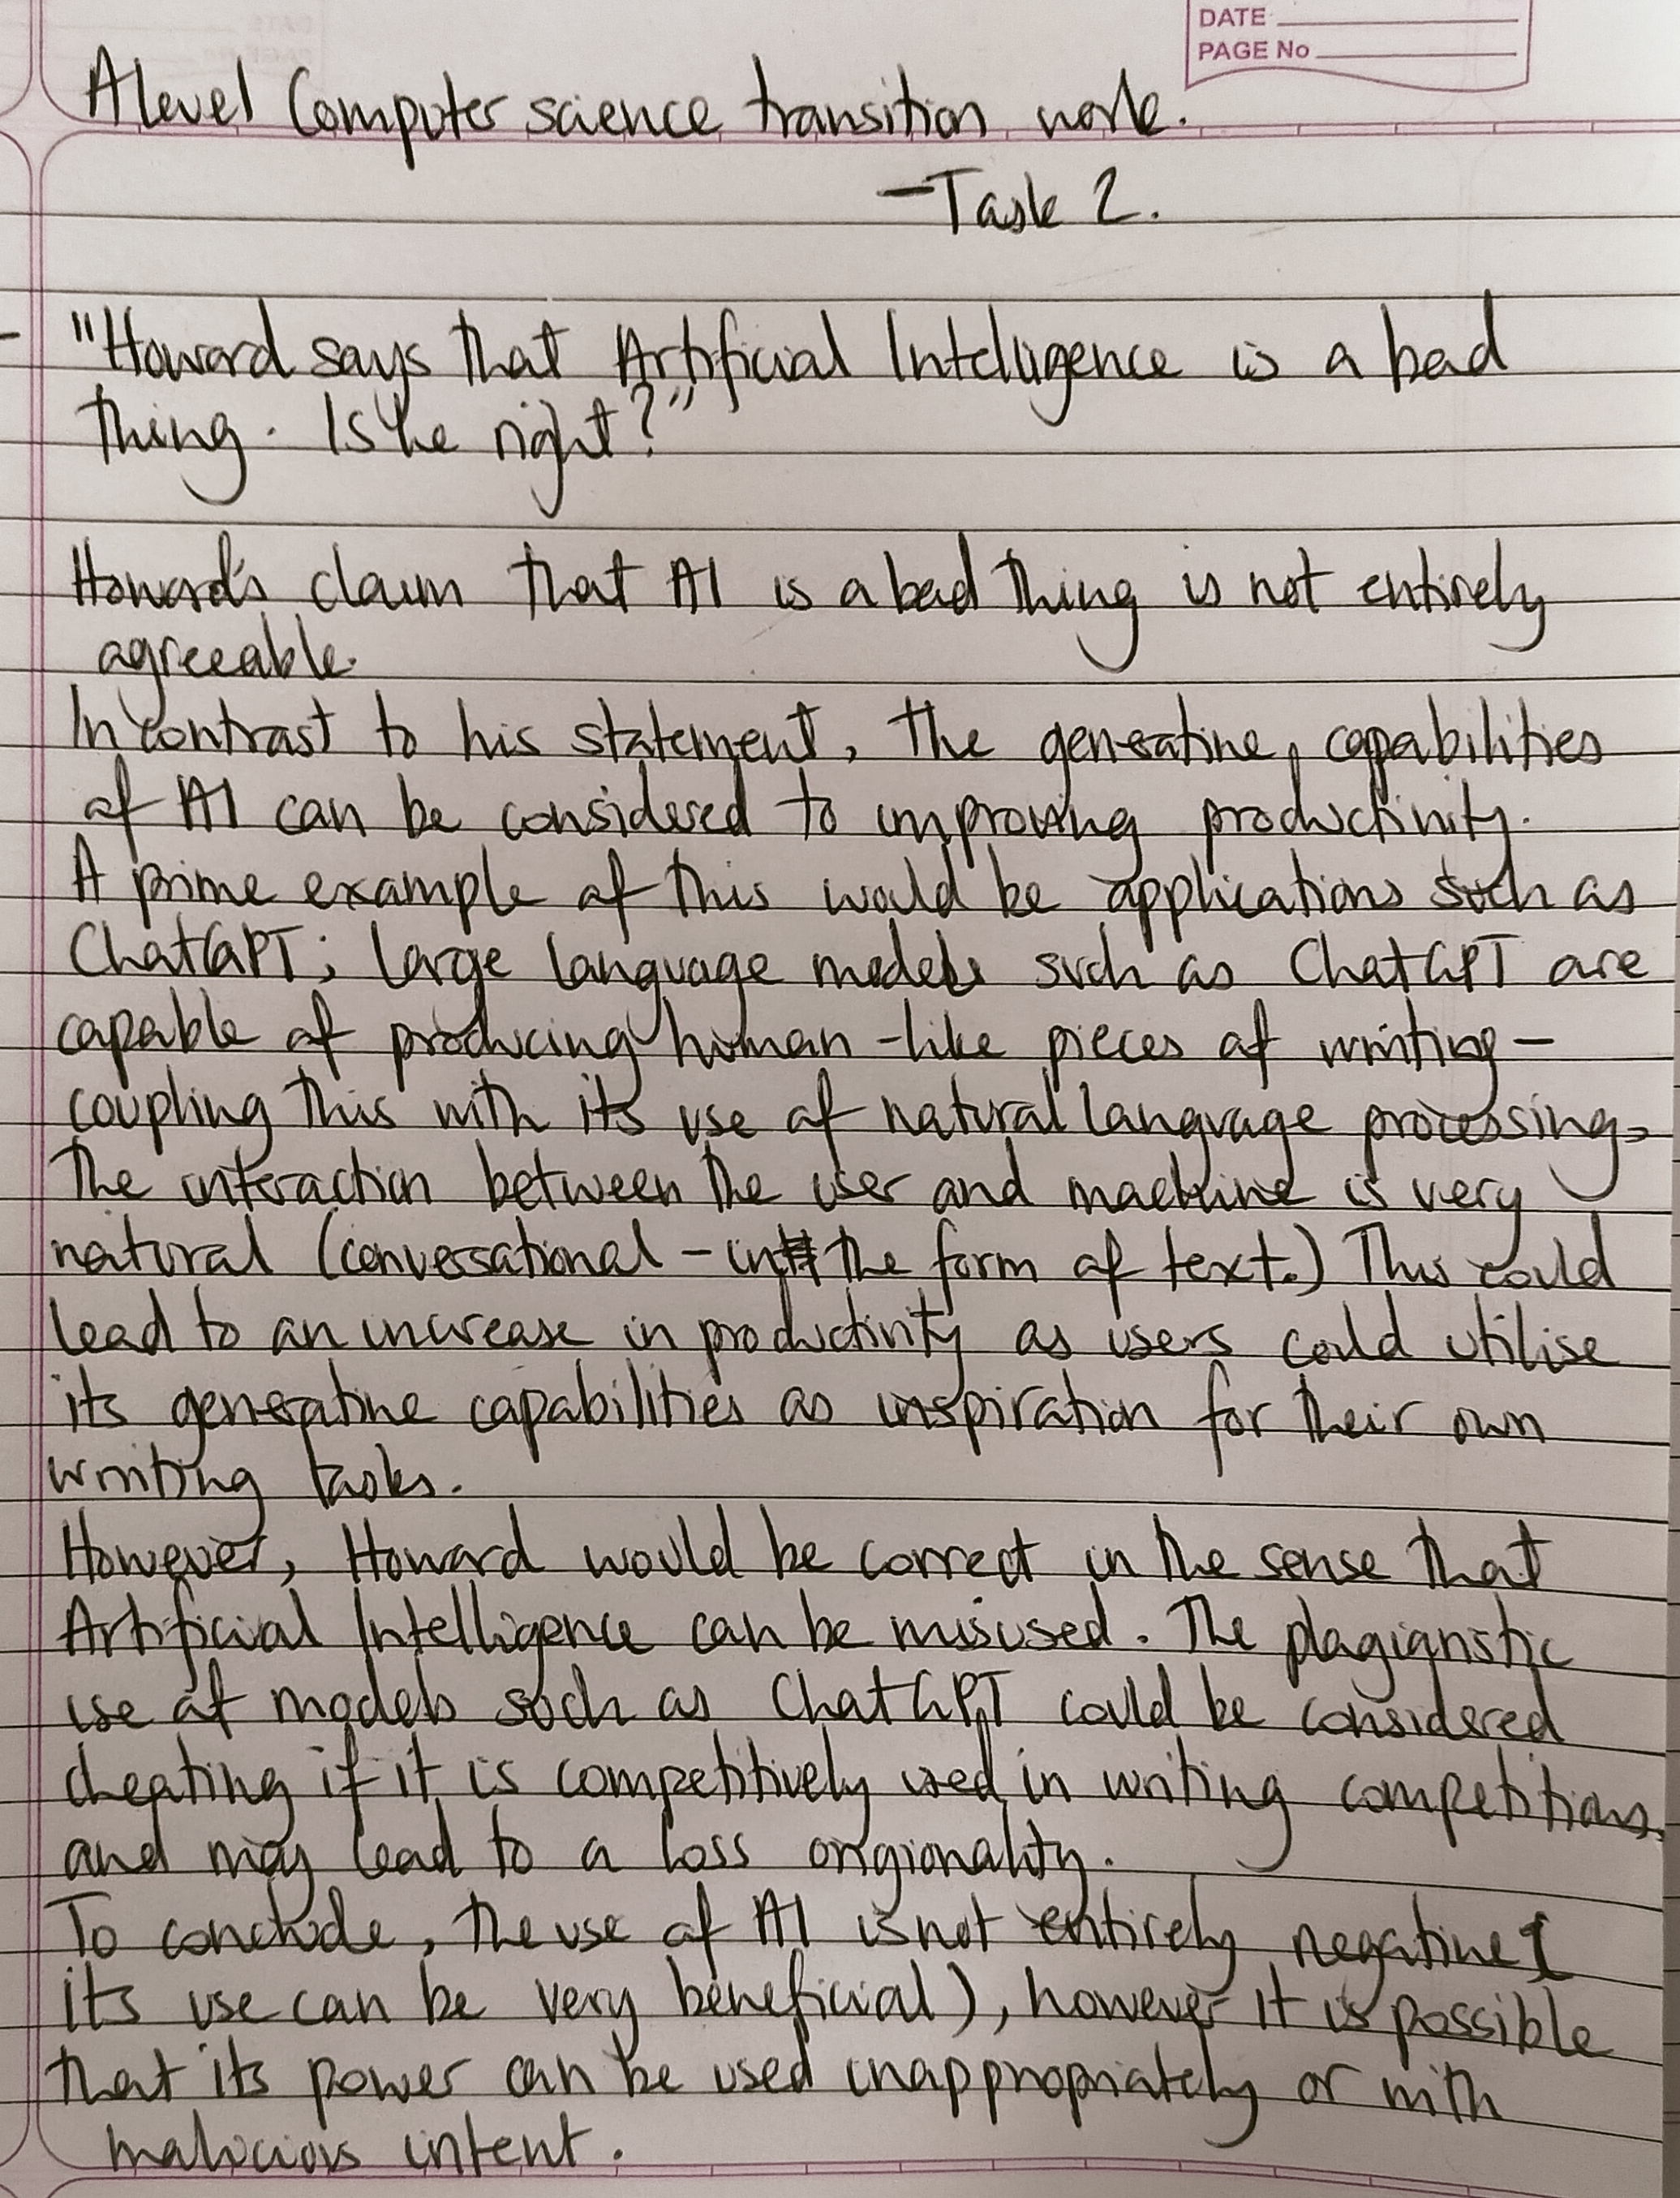 DATE
PAGE No
A level Computer science transition work.
- Task 2.
- "Howard says that Artificial Intelligence is a bad
thing. Is he right?"
Howard's claim that AI is a bad thing is not entirely
agreeable.
In contrast to his statement, the generative capabilities
of AI can be considered to improving productivity.
A prime example of this would be applications such as
ChatGPT; large language models such as ChatGPT are
capable of producing human-like pieces of writing -
coupling this with its use of natural language processing,
the interaction between the user and machine is very
natural (conversational - in the form of text.) This could
lead to an increase in productivity as users could utilise
its generative capabilities as inspiration for their own
writing tasks.
However, Howard would be correct in the sense that
Artificial Intelligence can be misused. The plagiaristic
use of models such as ChatGPT could be considered
cheating if it is competitively used in writing competitions.
and may lead to a loss origionality.
To conclude, the use of AI is not entirely negative (
its use can be very beneficial), however it is possible
that its power can be used inappropriately or with
malicious intent.